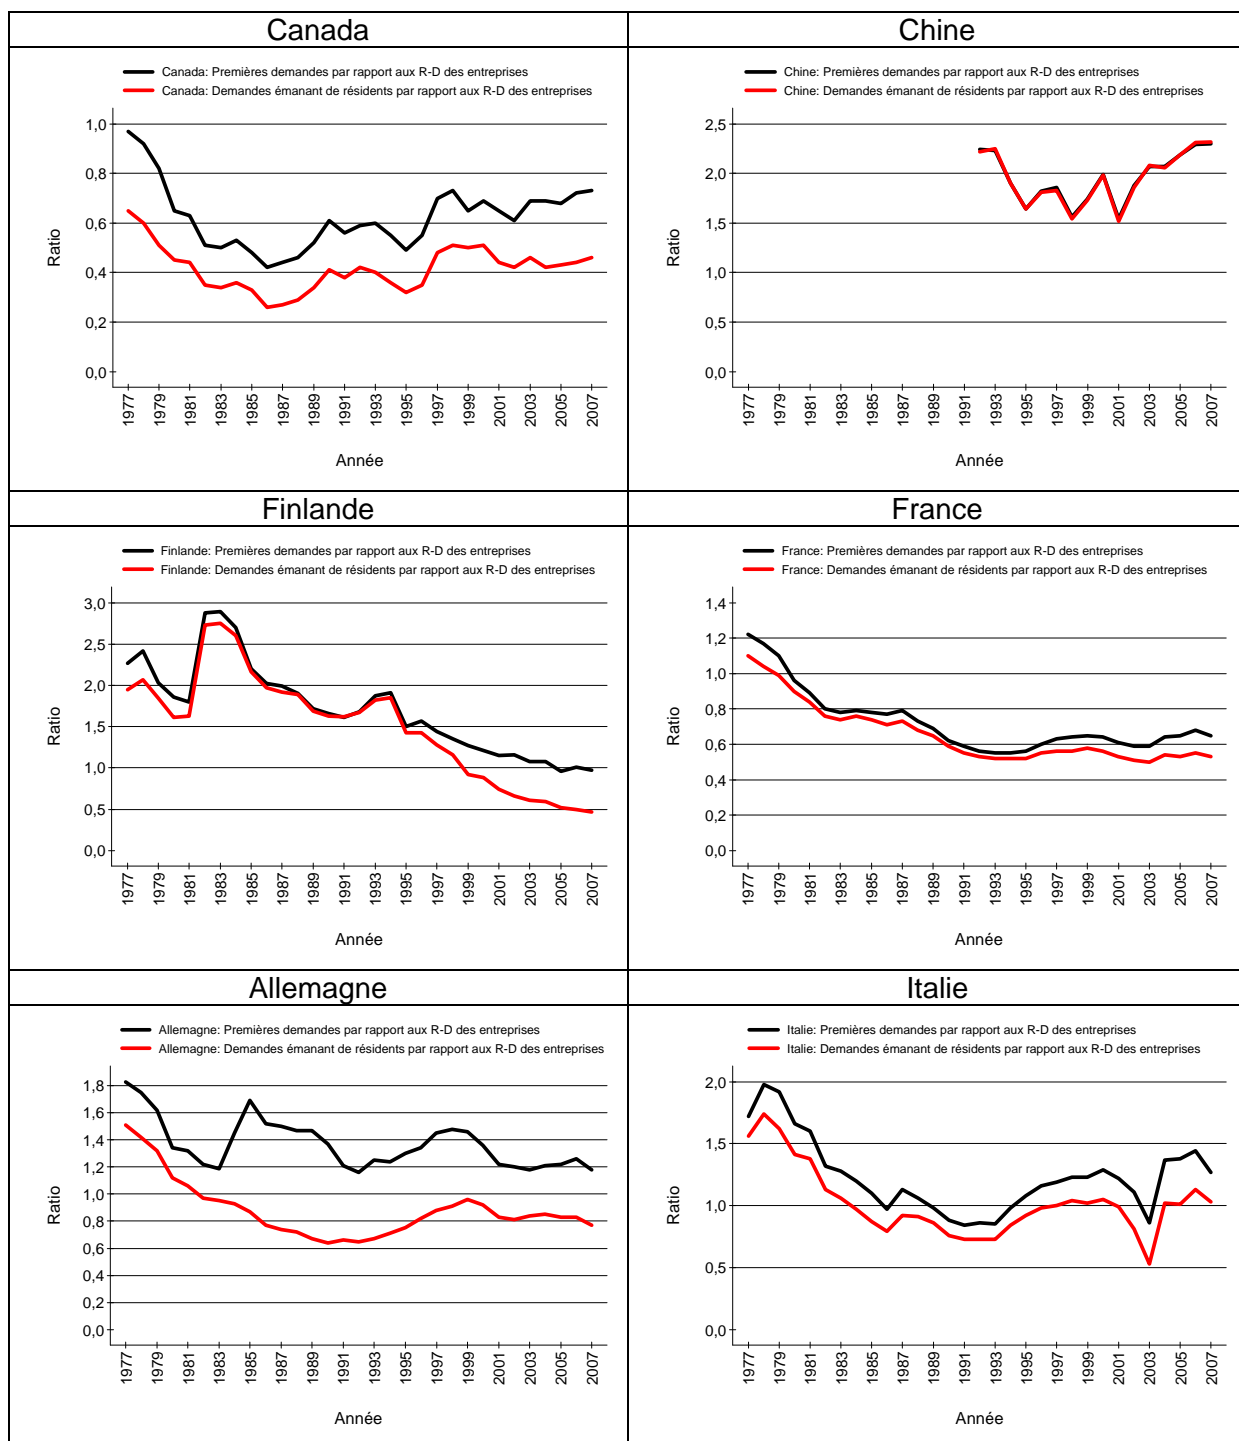 Canada
Chine
Canada: Premières demandes par rapport aux R-D des entreprises
Canada: Demandes émanant de résidents par rapport aux R-D des entreprises
1,0
0,8
0,6
0,4
0,2
0,0
Ratio
1977 1979 1981 1983 1985 1987 1989 1991 1993 1995 1997 1999 2001 2003 2005 2007
Année
Chine: Premières demandes par rapport aux R-D des entreprises
Chine: Demandes émanant de résidents par rapport aux R-D des entreprises
2,5
2,0
1,5
1,0
0,5
0,0
Ratio
1977 1979 1981 1983 1985 1987 1989 1991 1993 1995 1997 1999 2001 2003 2005 2007
Année
Finlande
France
Finlande: Premières demandes par rapport aux R-D des entreprises
Finlande: Demandes émanant de résidents par rapport aux R-D des entreprises
3,0
2,5
2,0
1,5
1,0
0,5
0,0
Ratio
1977 1979 1981 1983 1985 1987 1989 1991 1993 1995 1997 1999 2001 2003 2005 2007
Année
France: Premières demandes par rapport aux R-D des entreprises
France: Demandes émanant de résidents par rapport aux R-D des entreprises
1,4
1,2
1,0
0,8
0,6
0,4
0,2
0,0
Ratio
1977 1979 1981 1983 1985 1987 1989 1991 1993 1995 1997 1999 2001 2003 2005 2007
Année
Allemagne
Italie
Allemagne: Premières demandes par rapport aux R-D des entreprises
Allemagne: Demandes émanant de résidents par rapport aux R-D des entreprises
1,8
1,6
1,4
1,2
1,0
0,8
0,6
0,4
0,2
0,0
Ratio
1977 1979 1981 1983 1985 1987 1989 1991 1993 1995 1997 1999 2001 2003 2005 2007
Année
Italie: Premières demandes par rapport aux R-D des entreprises
Italie: Demandes émanant de résidents par rapport aux R-D des entreprises
2,0
1,5
1,0
0,5
0,0
Ratio
1977 1979 1981 1983 1985 1987 1989 1991 1993 1995 1997 1999 2001 2003 2005 2007
Année